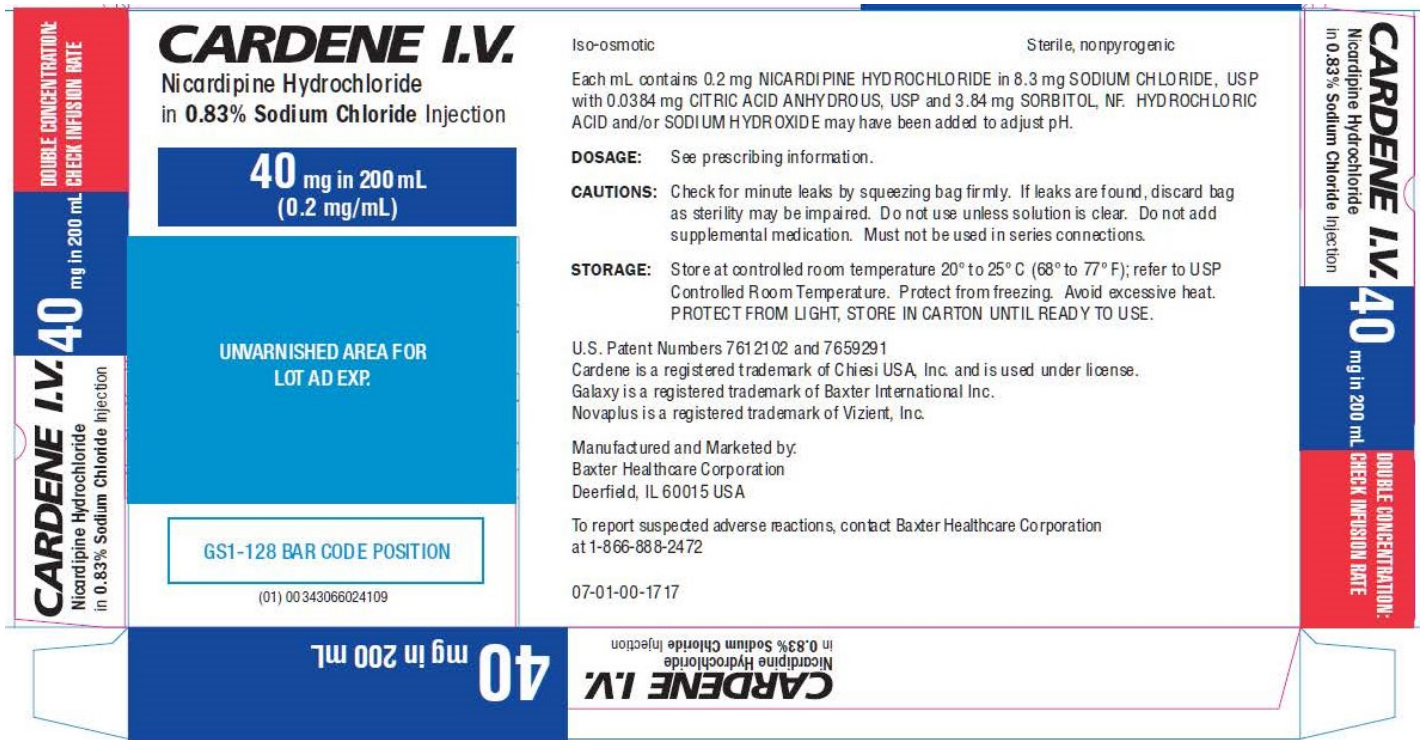 DOUBLE CONCENTRATION:
CHECK INFUSION RATE
40 mg in 200 mL
CARDENE I.V.
Nicardipine Hydrochloride
in 0.83% Sodium Chloride Injection
CARDENE I.V.
Nicardipine Hydrochloride
in 0.83% Sodium Chloride Injection
40 mg in 200 mL
(0.2 mg/mL)
UNVARNISHED AREA FOR
LOT AD EXP.
GS1-128 BAR CODE POSITION
(01) 00343066024109
Iso-osmotic Sterile, nonpyrogenic
Each mL contains 0.2 mg NICARDIPINE HYDROCHLORIDE in 8.3 mg SODIUM CHLORIDE, USP
with 0.0384 mg CITRIC ACID ANHYDROUS, USP and 3.84 mg SORBITOL, NF. HYDROCHLORIC
ACID and/or SODIUM HYDROXIDE may have been added to adjust pH.
DOSAGE: See prescribing information.
CAUTIONS: Check for minute leaks by squeezing bag firmly. If leaks are found, discard bag
as sterility may be impaired. Do not use unless solution is clear. Do not add
supplemental medication. Must not be used in series connections.
STORAGE: Store at controlled room temperature 20° to 25° C (68° to 77° F); refer to USP
Controlled Room Temperature. Protect from freezing. Avoid excessive heat.
PROTECT FROM LIGHT, STORE IN CARTON UNTIL READY TO USE.
U.S. Patent Numbers 7612102 and 7659291
Cardene is a registered trademark of Chiesi USA, Inc. and is used under license.
Galaxy is a registered trademark of Baxter International Inc.
Novaplus is a registered trademark of Vizient, Inc.
Manufactured and Marketed by:
Baxter Healthcare Corporation
Deerfield, IL 60015 USA
To report suspected adverse reactions, contact Baxter Healthcare Corporation
at 1-866-888-2472
07-01-00-1717
CARDENE I.V.
Nicardipine Hydrochloride
in 0.83% Sodium Chloride Injection
40 mg in 200 mL
DOUBLE CONCENTRATION:
CHECK INFUSION RATE
40 mg in 200 mL
CARDENE I.V.
Nicardipine Hydrochloride
in 0.83% Sodium Chloride Injection